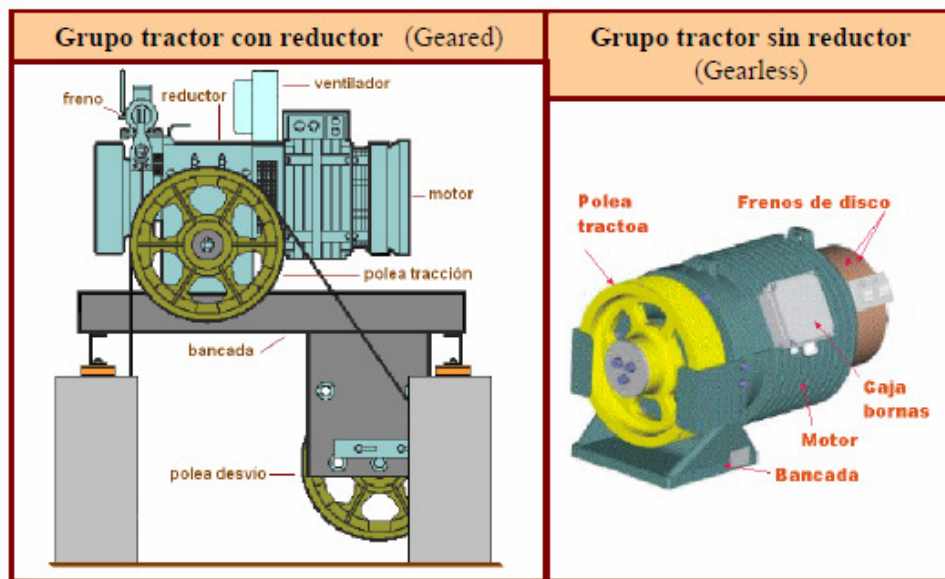 Grupo tractor con reductor (Geared)
Grupo tractor sin reductor
(Gearless)
ventilador
freno
reductor
motor
polea tracción
bancada
polea desvio
Polea
tractoa
Frenos de disco
Caja
bornas
Motor
Bancada